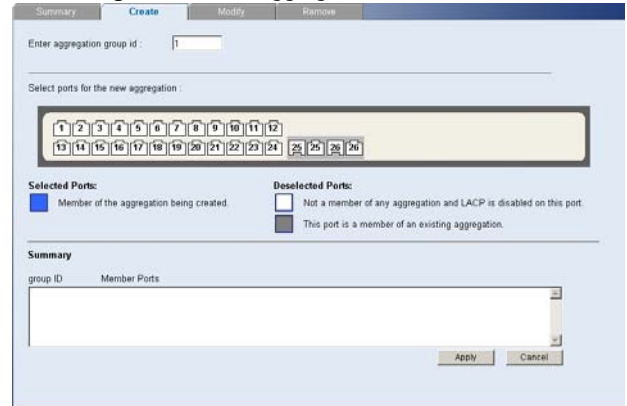 Summary Create Modify Remove
Enter aggregation group id : 1
Select ports for the new aggregation :
1 2 3 4 5 6 7 8 9 10 11 12
13 14 15 16 17 18 19 20 21 22 23 24 25 25 26 26
Selected Ports: Deselected Ports:
Member of the aggregation being created. Not a member of any aggregation and LACP is disabled on this port.
This port is a member of an existing aggregation.
Summary
group ID Member Ports
Apply Cancel